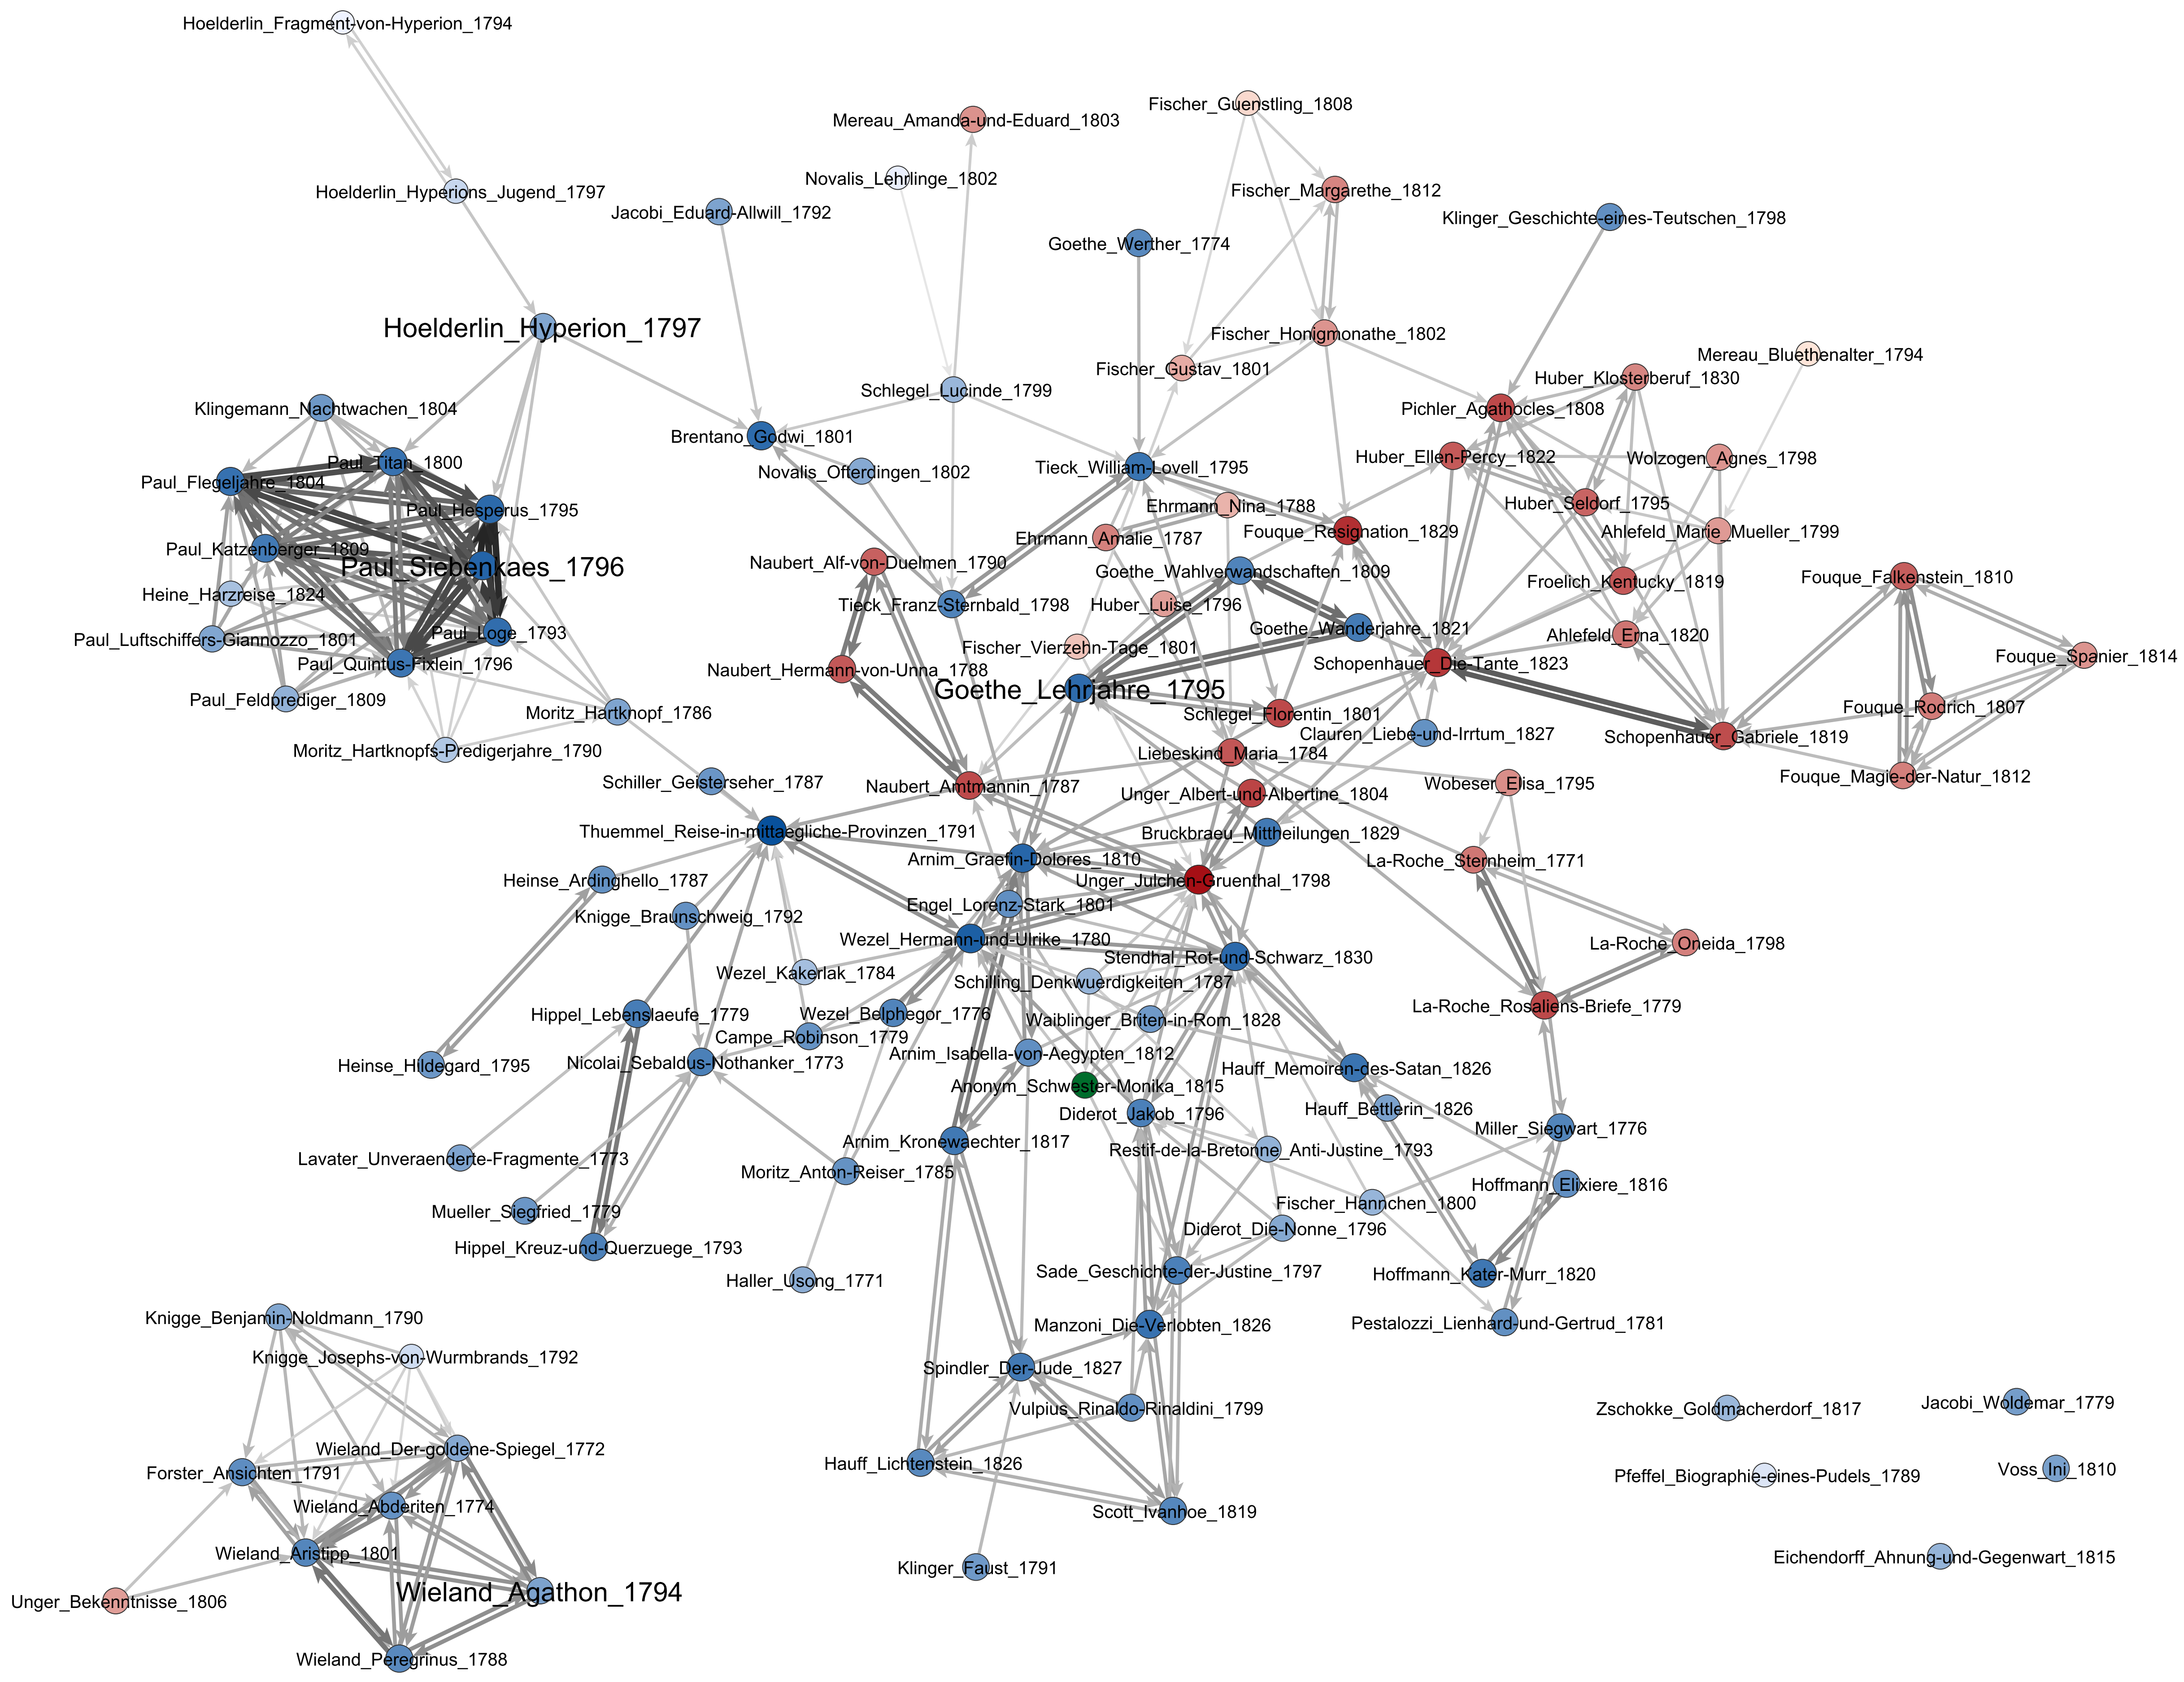 Hoelderlin_Fragment-von-Hyperion_1794
Fischer_Guenstling_1808
Mereau_Amanda-und-Eduard_1803
Novalis_Lehrlinge_1802
Hoelderlin_Hyperions_Jugend_1797
Fischer_Margarethe_1812
Jacobi_Eduard-Allwill_1792
Klinger_Geschichte-eines-Teutschen_1798
Goethe_Werther_1774
Hoelderlin_Hyperion_1797
Fischer_Honigmonathe_1802
Mereau_Bluethenalter_1794
Fischer_Gustav_1801
Huber_Klosterberuf_1830
Schlegel_Lucinde_1799
Klingemann_Nachtwachen_1804
Pichler_Agathocles_1808
Brentano_Godwi_1801
Huber_Ellen-Percy_1822
Wolzogen_Agnes_1798
Paul_Titan_1800
Tieck_William-Lovell_1795
Novalis_Ofterdingen_1802
Paul_Flegeljahre_1804
Huber_Seldorf_1795
Ehrmann_Nina_1788
Paul_Hesperus_1795
Fouque_Resignation_1829
Ahlefeld_Marie_Mueller_1799
Ehrmann_Amalie_1787
Paul_Katzenberger_1809
Naubert_Alf-von-Duelmen_1790
Paul_Siebenkaes_1796
Goethe_Wahlverwandschaften_1809
Fouque_Falkenstein_1810
Froelich_Kentucky_1819
Heine_Harzreise_1824
Tieck_Franz-Sternbald_1798
Huber_Luise_1796
Goethe_Wanderjahre_1821
Paul_Loge_1793
Ahlefeld_Erna_1820
Paul_Luftschiffers-Giannozzo_1801
Fischer_Vierzehn-Tage_1801
Fouque_Spanier_1814
Paul_Quintus-Fixlein_1796
Schopenhauer_Die-Tante_1823
Naubert_Hermann-von-Unna_1788
Goethe_Lehrjahre_1795
Paul_Feldprediger_1809
Fouque_Rodrich_1807
Moritz_Hartknopf_1786
Schlegel_Florentin_1801
Clauren_Liebe-und-Irrtum_1827
Schopenhauer_Gabriele_1819
Moritz_Hartknopfs-Predigerjahre_1790
Liebeskind_Maria_1784
Fouque_Magie-der-Natur_1812
Schiller_Geisterseher_1787
Wobeser_Elisa_1795
Naubert_Amtmannin_1787
Unger_Albert-und-Albertine_1804
Thuemmel_Reise-in-mittaegliche-Provinzen_1791
Bruckbraeu_Mittheilungen_1829
Arnim_Graefin-Dolores_1810
La-Roche_Sternheim_1771
Heinse_Ardinghello_1787
Unger_Julchen-Gruenthal_1798
Engel_Lorenz-Stark_1801
Knigge_Braunschweig_1792
Wezel_Hermann-und-Ulrike_1780
La-Roche_Oneida_1798
Stendhal_Rot-und-Schwarz_1830
Wezel_Kakerlak_1784
Schilling_Denkwuerdigkeiten_1787
La-Roche_Rosaliens-Briefe_1779
Hippel_Lebenslaeufe_1779
Wezel_Belphegor_1776
Waiblinger_Briten-in-Rom_1828
Campe_Robinson_1779
Arnim_Isabella-von-Aegypten_1812
Heinse_Hildegard_1795
Nicolai_Sebaldus-Nothanker_1773
Hauff_Memoiren-des-Satan_1826
Anonym_Schwester-Monika_1815
Hauff_Bettlerin_1826
Diderot_Jakob_1796
Miller_Siegwart_1776
Arnim_Kronewaechter_1817
Restif-de-la-Bretonne_Anti-Justine_1793
Lavater_Unveraenderte-Fragmente_1773
Moritz_Anton-Reiser_1785
Hoffmann_Elixiere_1816
Fischer_Hannchen_1800
Mueller_Siegfried_1779
Diderot_Die-Nonne_1796
Hippel_Kreuz-und-Querzuege_1793
Sade_Geschichte-der-Justine_1797
Hoffmann_Kater-Murr_1820
Haller_Usong_1771
Knigge_Benjamin-Noldmann_1790
Pestalozzi_Lienhard-und-Gertrud_1781
Manzoni_Die-Verlobten_1826
Knigge_Josephs-von-Wurmbrands_1792
Spindler_Der-Jude_1827
Jacobi_Woldemar_1779
Vulpius_Rinaldo-Rinaldini_1799
Zschokke_Goldmacherdorf_1817
Wieland_Der-goldene-Spiegel_1772
Hauff_Lichtenstein_1826
Voss_Ini_1810
Forster_Ansichten_1791
Pfeffel_Biographie-eines-Pudels_1789
Wieland_Abderiten_1774
Scott_Ivanhoe_1819
Wieland_Aristipp_1801
Eichendorff_Ahnung-und-Gegenwart_1815
Klinger_Faust_1791
Wieland_Agathon_1794
Unger_Bekenntnisse_1806
Wieland_Peregrinus_1788